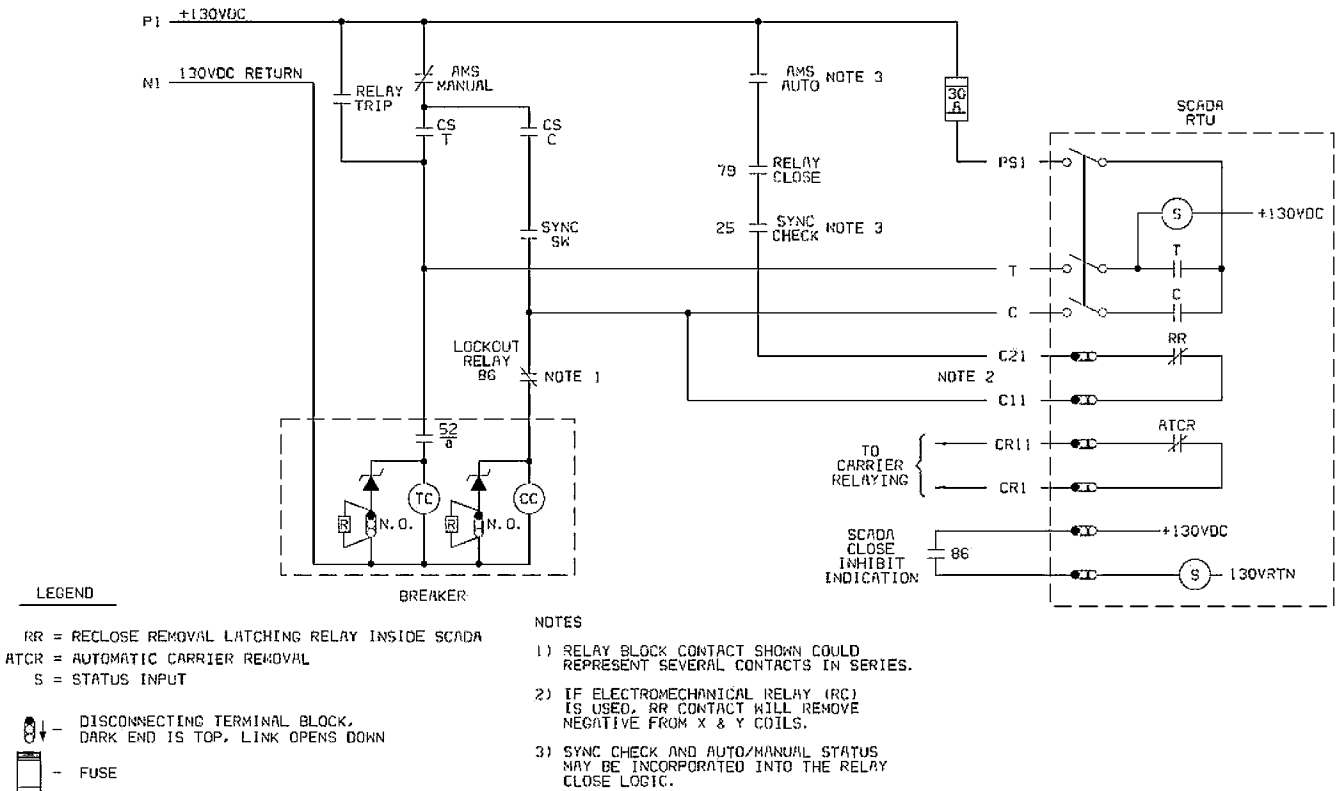 P1 +130VDC
N1 130VDC RETURN
RELAY
TRIP
AMS
MANUAL
CS
T
CS
C
SYNC
SW
AMS
AUTO NOTE 3
79 RELAY
CLOSE
25 SYNC
CHECK NOTE 3
30
A
SCADA
RTU
PS1
S +130VDC
T
T
C
C
LOCKOUT
RELAY
86
NOTE 1
C21
RR
NOTE 2
C11
ATCR
TO
CARRIER
RELAYING
CR11
CR1
SCADA
CLOSE
INHIBIT
INDICATION
86
+130VDC
S 130VRTN
52
a
TC
CC
R N.O.
R N.O.
BREAKER
LEGEND
RR = RECLOSE REMOVAL LATCHING RELAY INSIDE SCADA
ATCR = AUTOMATIC CARRIER REMOVAL
S = STATUS INPUT
- DISCONNECTING TERMINAL BLOCK,
DARK END IS TOP, LINK OPENS DOWN
- FUSE
NOTES
1) RELAY BLOCK CONTACT SHOWN COULD
REPRESENT SEVERAL CONTACTS IN SERIES.
2) IF ELECTROMECHANICAL RELAY (RC)
IS USED, RR CONTACT WILL REMOVE
NEGATIVE FROM X & Y COILS.
3) SYNC CHECK AND AUTO/MANUAL STATUS
MAY BE INCORPORATED INTO THE RELAY
CLOSE LOGIC.